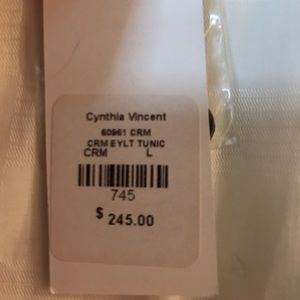 Cynthia Vincent
60961 CRM
CRM EYLT TUNIC
CRM L
745
$ 245.00